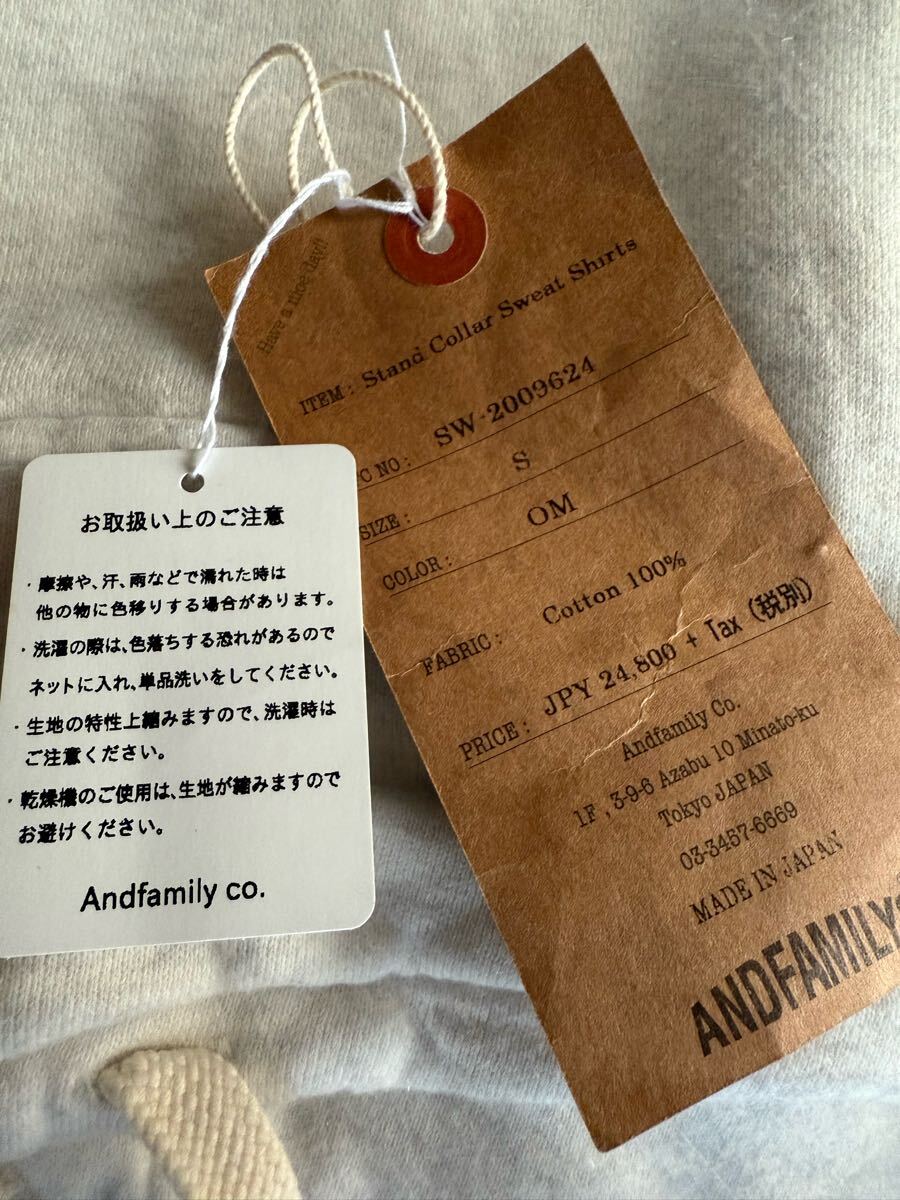 Have a nice day!!
ITEM : Stand Collar Sweat Shirts
C NO : SW-2009624
SIZE : S
COLOR : OM
FABRIC : Cotton 100%
PRICE : JPY 24,800 + Tax (税別)
Andfamily Co.
1F , 3-9-6 Azabu 10 Minato-ku
Tokyo JAPAN
03-3457-6669
MADE IN JAPAN
ANDFAMILY
お取扱い上のご注意
・摩擦や、汗、雨などで濡れた時は
他の物に色移りする場合があります。
・洗濯の際は、色落ちする恐れがあるので
ネットに入れ、単品洗いをしてください。
・生地の特性上縮みますので、洗濯時は
ご注意ください。
・乾燥機のご使用は、生地が縮みますので
お避けください。
Andfamily co.